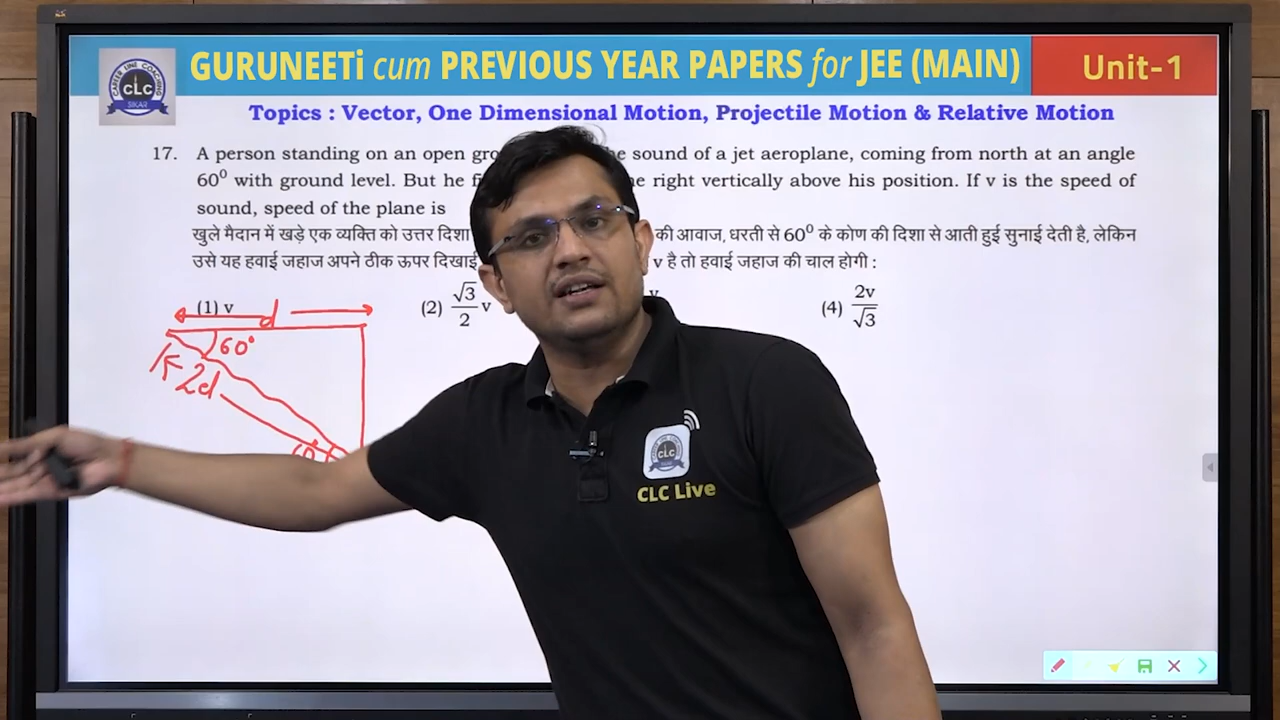 GURUNEETi cum PREVIOUS YEAR PAPERS for JEE (MAIN)
Unit-1
CLC
SIKAR
Topics : Vector, One Dimensional Motion, Projectile Motion & Relative Motion
17. A person standing on an open sound of a jet aeroplane, coming from north at an angle
60⁰ with ground level. But he right vertically above his position. If v is the speed of
sound, speed of the plane is
खुले मैदान में खड़े एक व्यक्ति को उत्तर की आवाज, धरती से 60⁰ के कोण की दिशा से आती हुई सुनाई देती है, लेकिन
उसे यह हवाई जहाज अपने ठीक ऊपर v है तो हवाई जहाज की चाल होगी :
(1) v (2) √3/2 v (4) 2v/√3
d
60°
2d
CLC
CLC Live